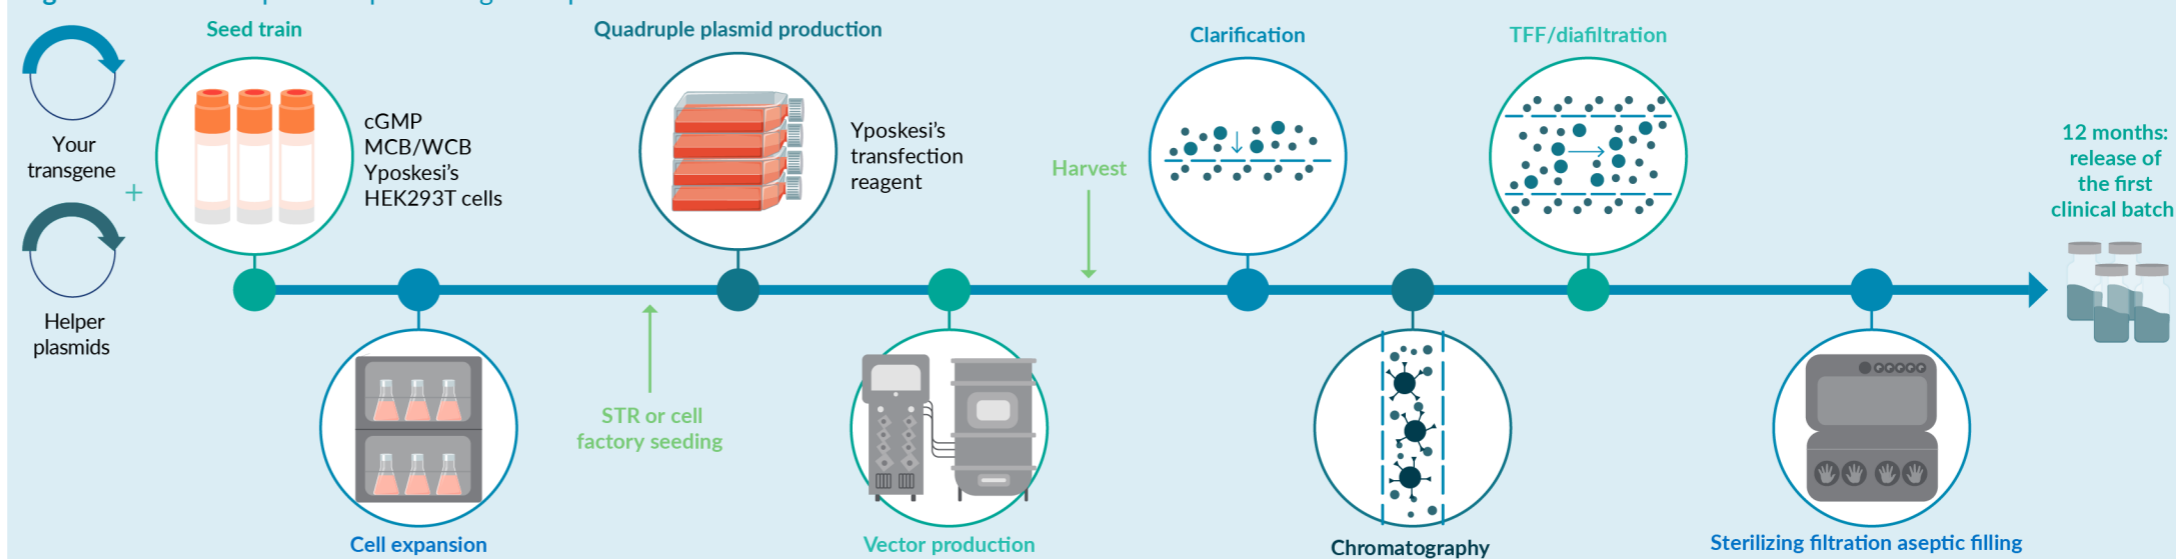 Your
transgene
+
Helper
plasmids
Seed train
cGMP
MCB/WCB
Yposkesi's
HEK293T cells
Cell expansion
STR or cell
factory seeding
Quadruple plasmid production
Yposkesi's
transfection
reagent
Vector production
Harvest
Clarification
Chromatography
TFF/diafiltration
Sterilizing filtration aseptic filling
12 months:
release of
the first
clinical batch